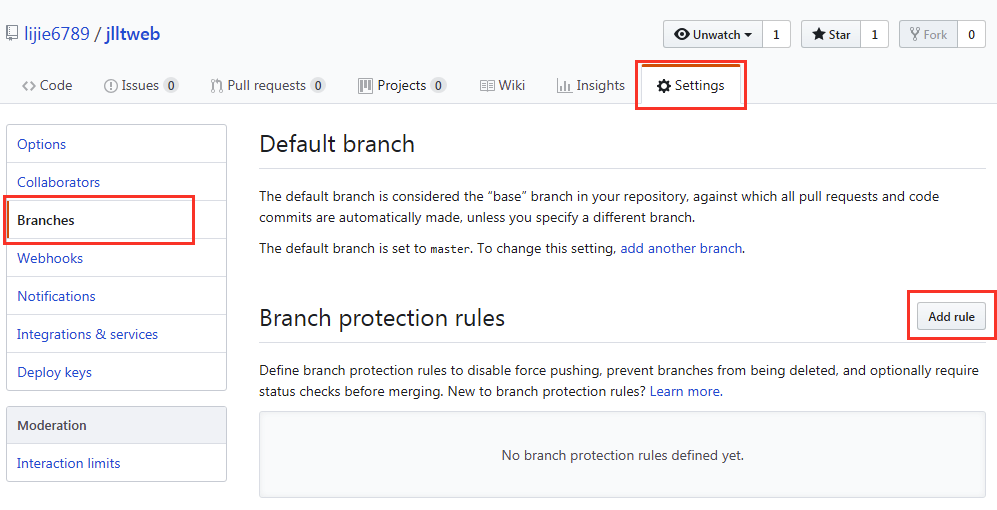 lijie6789 / jlltweb
Unwatch 1 Star 1 Fork 0
Code Issues 0 Pull requests 0 Projects 0 Wiki Insights Settings
Options
Collaborators
Branches
Webhooks
Notifications
Integrations & services
Deploy keys
Moderation
Interaction limits
Default branch
The default branch is considered the “base” branch in your repository, against which all pull requests and code
commits are automatically made, unless you specify a different branch.
The default branch is set to master. To change this setting, add another branch.
Branch protection rules
Add rule
Define branch protection rules to disable force pushing, prevent branches from being deleted, and optionally require
status checks before merging. New to branch protection rules? Learn more.
No branch protection rules defined yet.